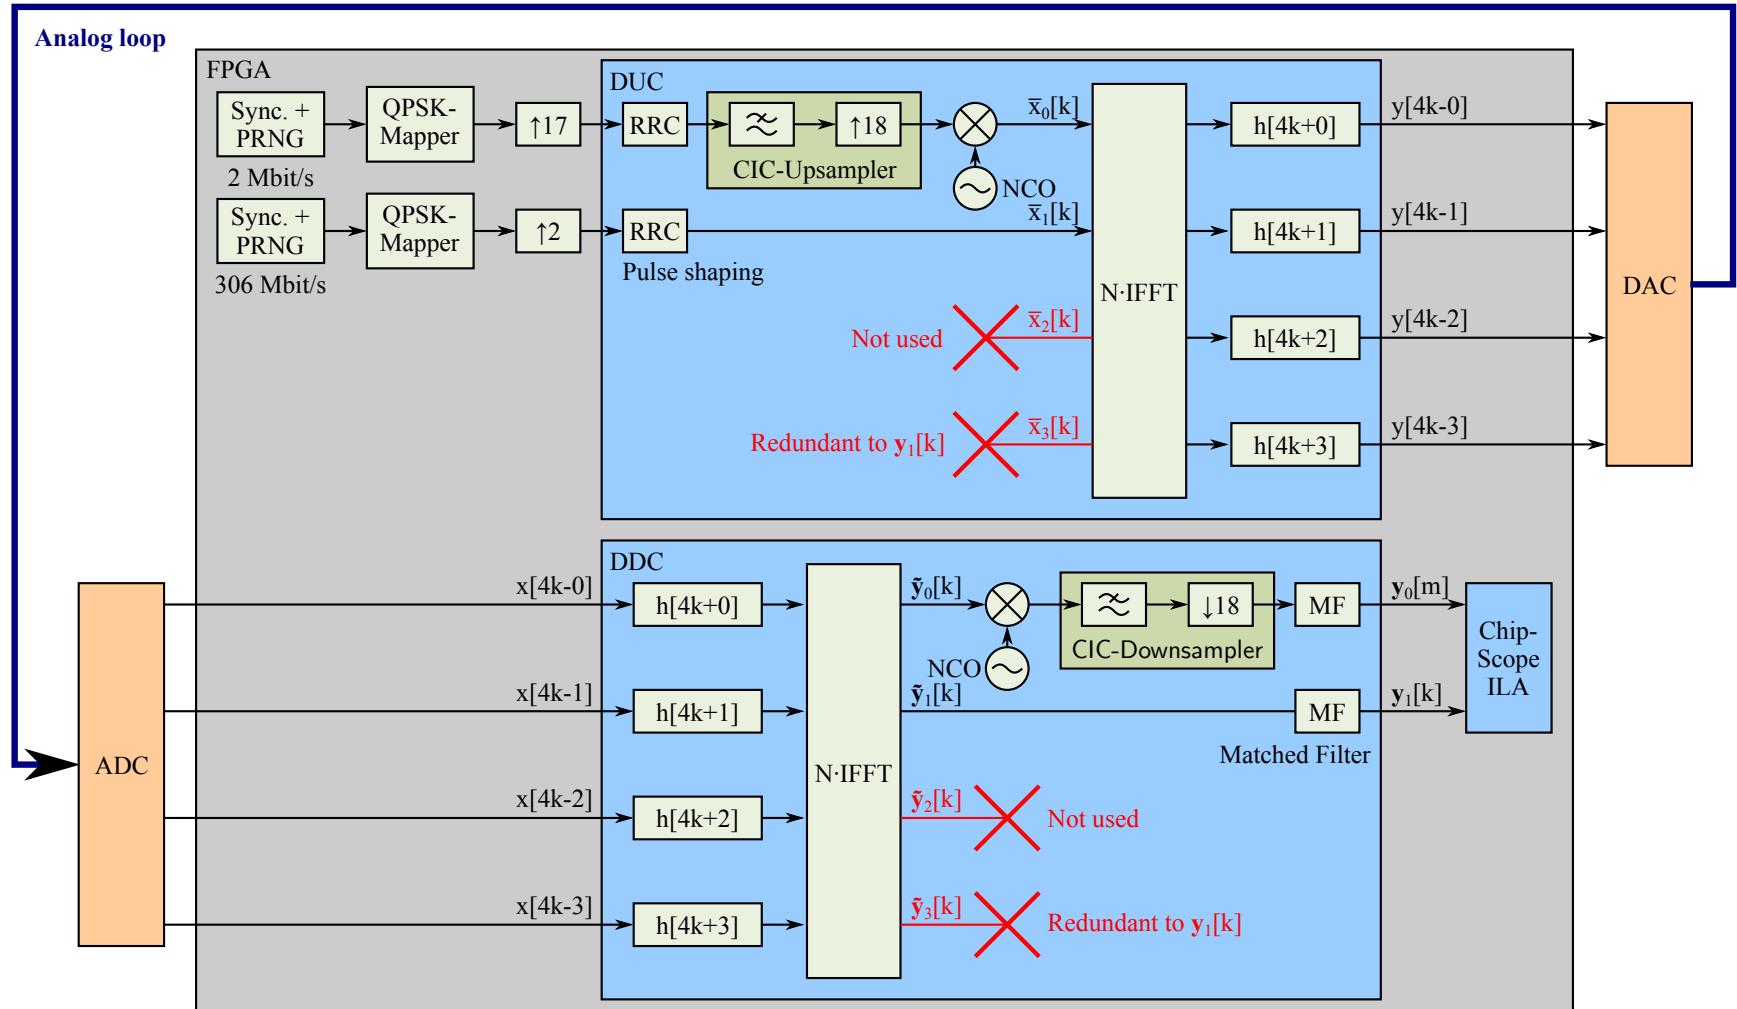 Analog loop
FPGA
DUC
Sync. +
PRNG
2 Mbit/s
QPSK-
Mapper
↑17
RRC
↑18
CIC-Upsampler
NCO
x̅₀[k]
h[4k+0]
y[4k-0]
Sync. +
PRNG
306 Mbit/s
QPSK-
Mapper
↑2
RRC
Pulse shaping
x̅₁[k]
N·IFFT
h[4k+1]
y[4k-1]
DAC
Not used
x̅₂[k]
h[4k+2]
y[4k-2]
Redundant to y₁[k]
x̅₃[k]
h[4k+3]
y[4k-3]
DDC
ADC
x[4k-0]
h[4k+0]
ỹ₀[k]
NCO
↓18
CIC-Downsampler
MF
y₀[m]
Chip-
Scope
ILA
x[4k-1]
h[4k+1]
N·IFFT
ỹ₁[k]
MF
Matched Filter
y₁[k]
x[4k-2]
h[4k+2]
ỹ₂[k]
Not used
x[4k-3]
h[4k+3]
ỹ₃[k]
Redundant to y₁[k]